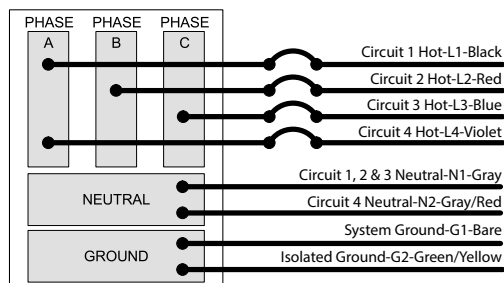 PHASE PHASE PHASE
A B C
Circuit 1 Hot-L1-Black
Circuit 2 Hot-L2-Red
Circuit 3 Hot-L3-Blue
Circuit 4 Hot-L4-Violet
Circuit 1, 2 & 3 Neutral-N1-Gray
NEUTRAL
Circuit 4 Neutral-N2-Gray/Red
System Ground-G1-Bare
GROUND
Isolated Ground-G2-Green/Yellow